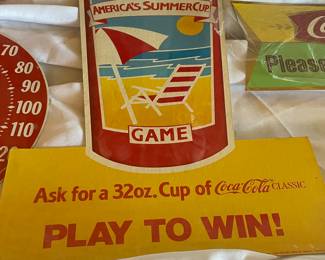 AMERICA'S SUMMER CUP
GAME
Ask for a 32oz. Cup of Coca-Cola CLASSIC
PLAY TO WIN!
70
80
90
100
110
Please